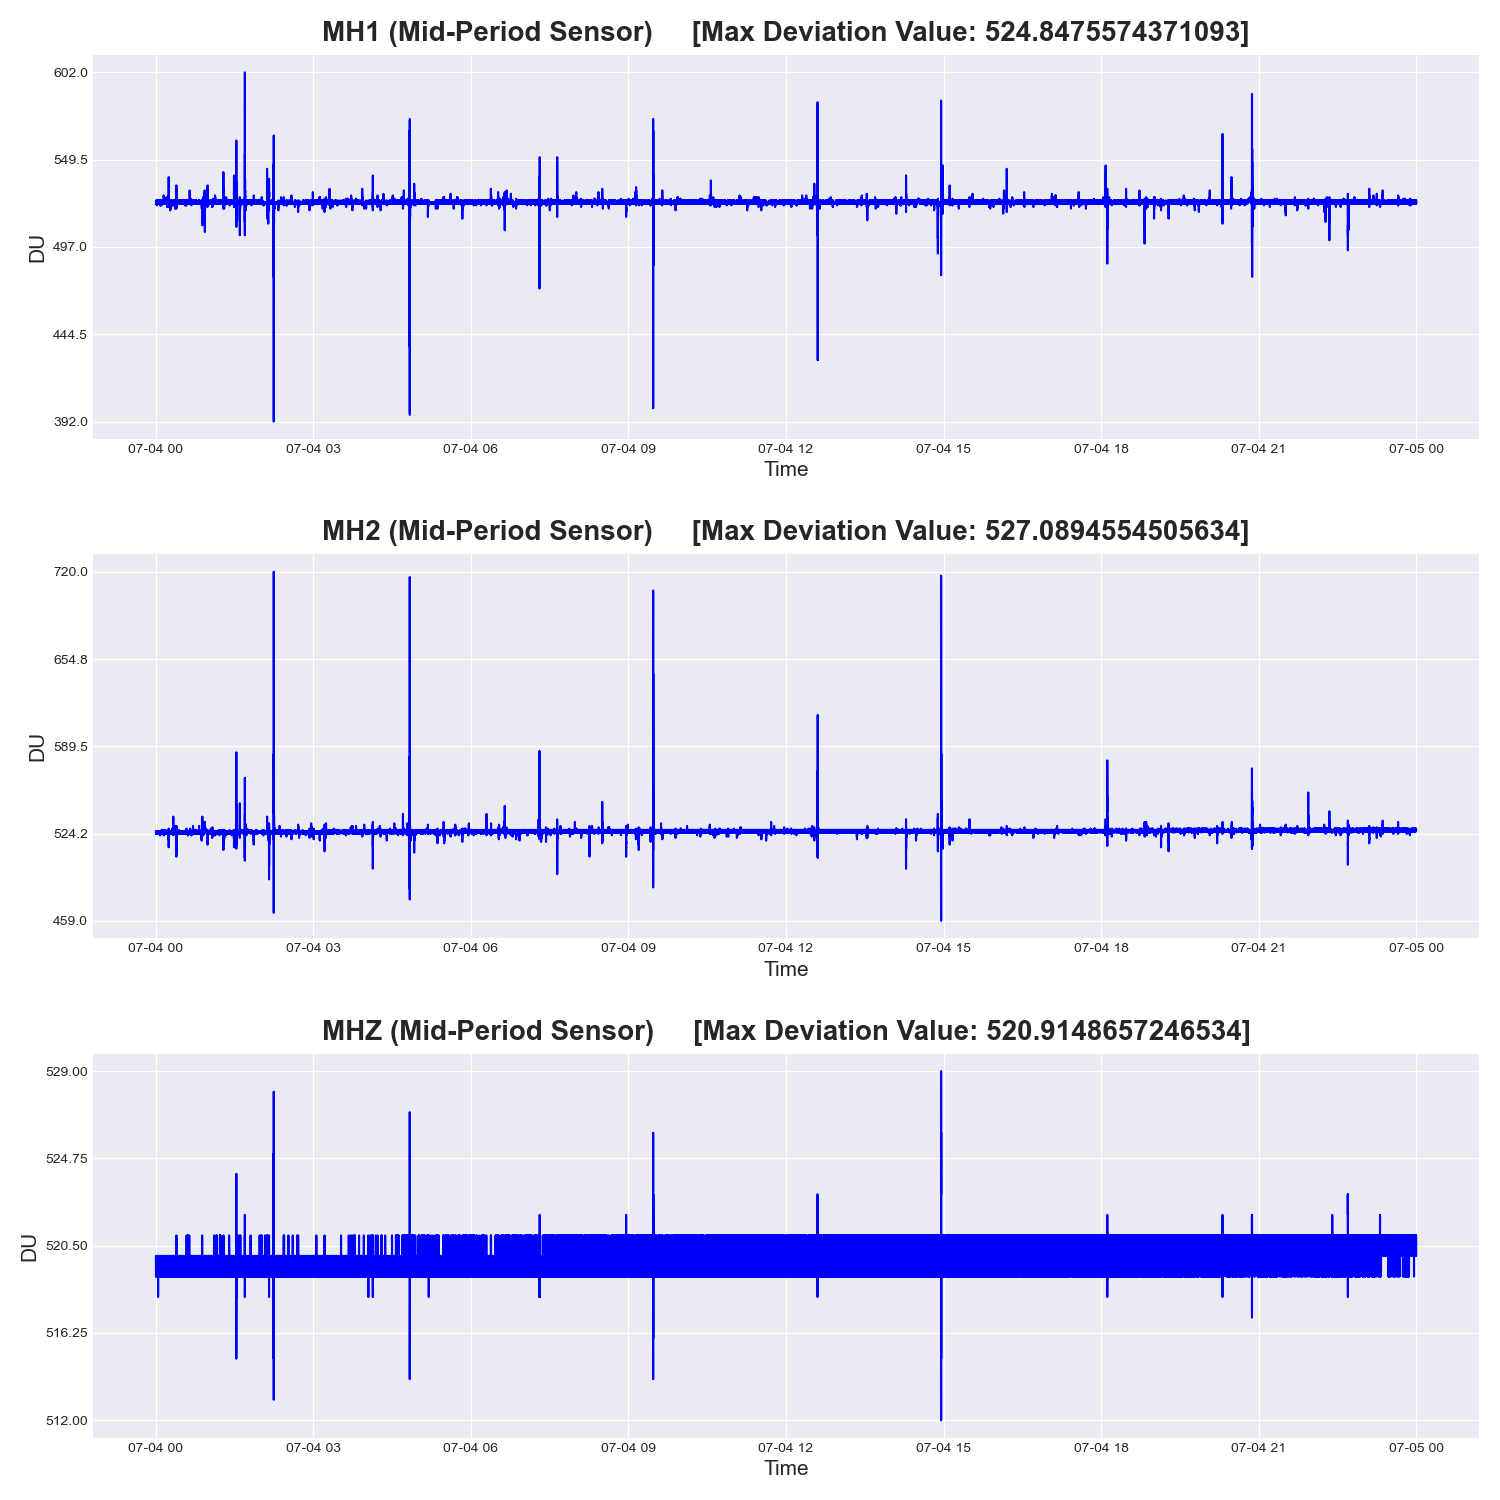 MH1 (Mid-Period Sensor) [Max Deviation Value: 524.8475574371093]
602.0
549.5
497.0
444.5
392.0
DU
07-04 00 07-04 03 07-04 06 07-04 09 07-04 12 07-04 15 07-04 18 07-04 21 07-05 00
Time
MH2 (Mid-Period Sensor) [Max Deviation Value: 527.0894554505634]
720.0
654.8
589.5
524.2
459.0
DU
07-04 00 07-04 03 07-04 06 07-04 09 07-04 12 07-04 15 07-04 18 07-04 21 07-05 00
Time
MHZ (Mid-Period Sensor) [Max Deviation Value: 520.9148657246534]
529.00
524.75
520.50
516.25
512.00
DU
07-04 00 07-04 03 07-04 06 07-04 09 07-04 12 07-04 15 07-04 18 07-04 21 07-05 00
Time